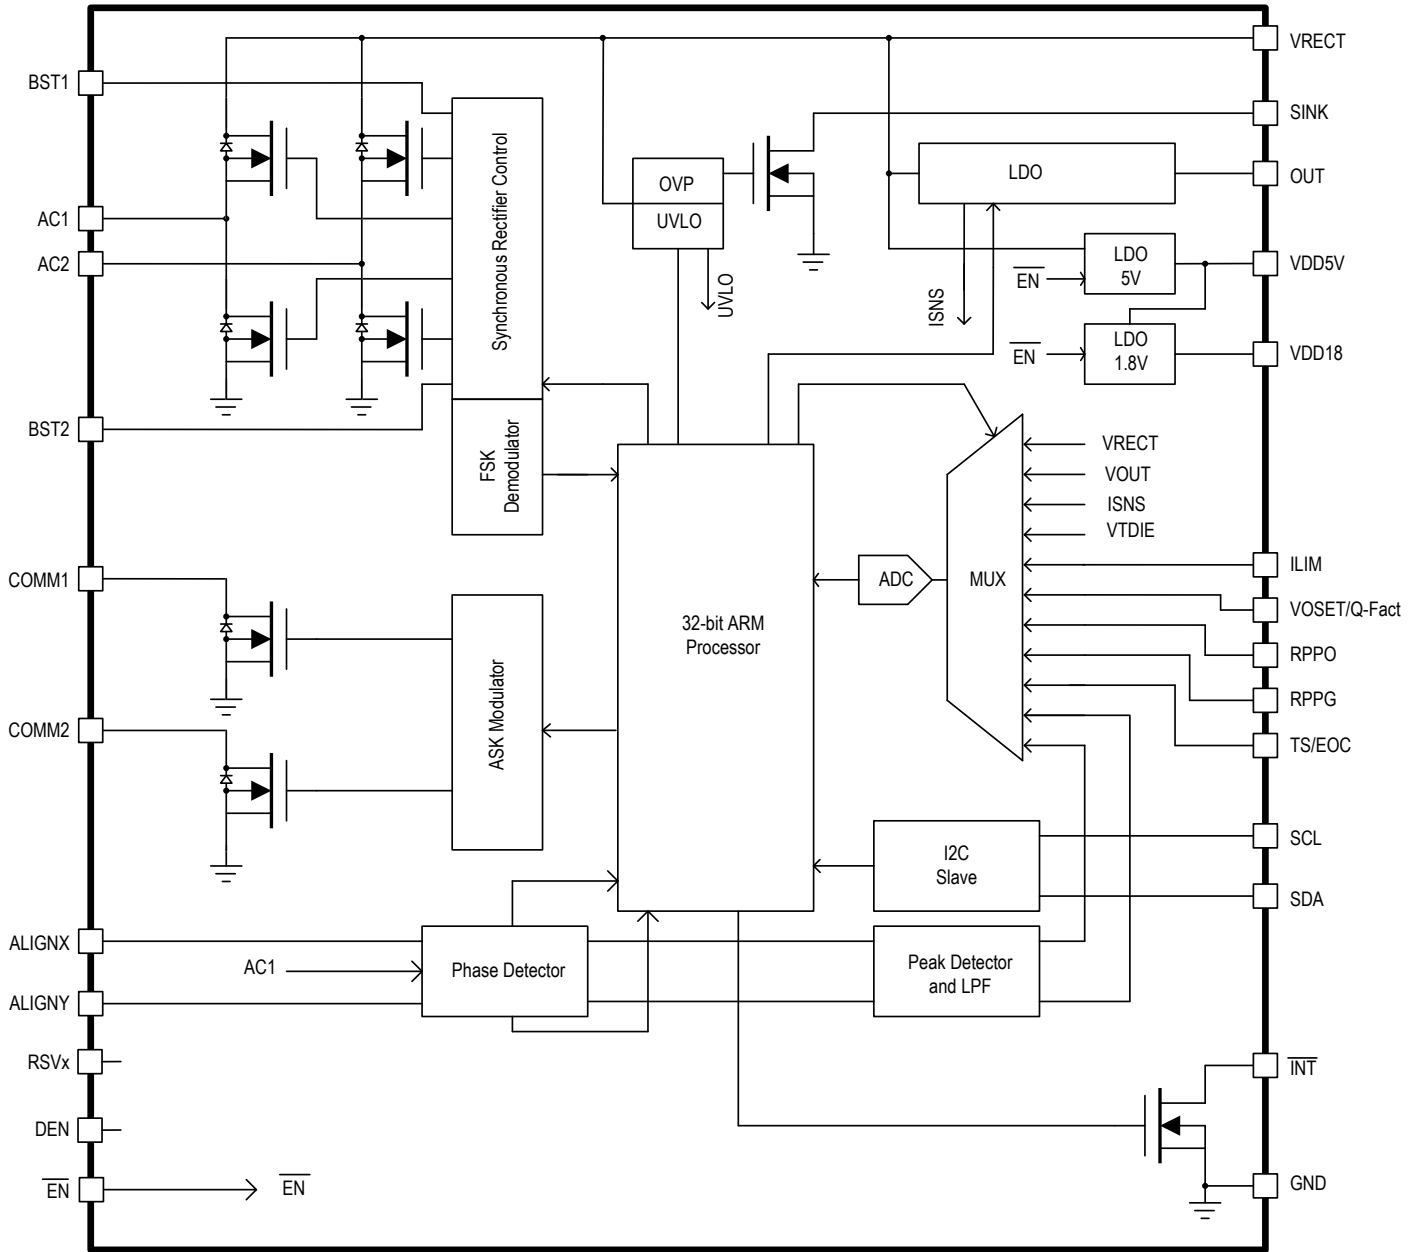 VRECT
BST1
SINK
Synchronous Rectifier Control
OVP
LDO
OUT
UVLO
AC1
AC2
LDO
5V
VDD5V
EN
UVLO
ISNS
EN
LDO
1.8V
VDD18
BST2
FSK
Demodulator
VRECT
VOUT
ISNS
VTDIE
COMM1
ADC
MUX
ILIM
VOSET/Q-Fact
32-bit ARM
Processor
RPPO
RPPG
COMM2
ASK Modulator
TS/EOC
I2C
Slave
SCL
SDA
ALIGNX
AC1
Phase Detector
Peak Detector
and LPF
ALIGNY
RSVx
INT
DEN
EN
EN
GND